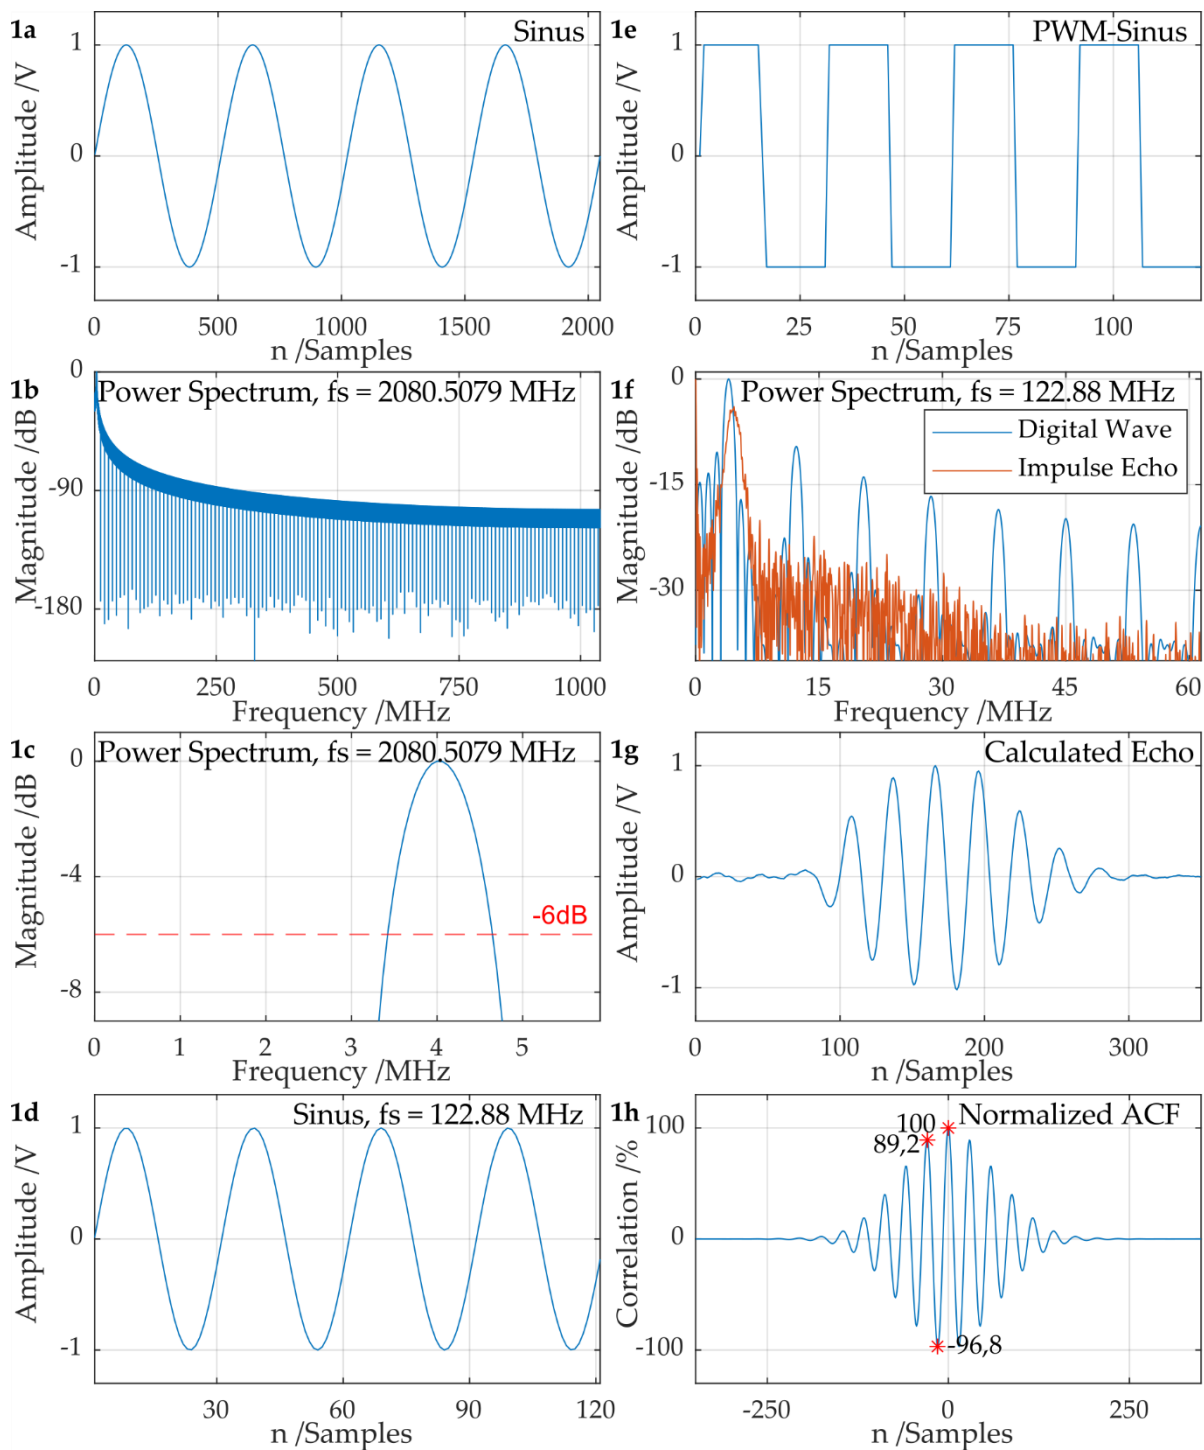 1a
Sinus
Amplitude /V
1
0
-1
0 500 1000 1500 2000
n /Samples
1e
PWM-Sinus
Amplitude /V
1
0
-1
0 25 50 75 100
n /Samples
1b
Power Spectrum, fs = 2080.5079 MHz
Magnitude /dB
0
-90
-180
0 250 500 750 1000
Frequency /MHz
1f
Power Spectrum, fs = 122.88 MHz
Digital Wave
Impulse Echo
Magnitude /dB
0
-15
-30
0 15 30 45 60
Frequency /MHz
1c
Power Spectrum, fs = 2080.5079 MHz
Magnitude /dB
0
-4
-8
-6dB
0 1 2 3 4 5
Frequency /MHz
1g
Calculated Echo
Amplitude /V
1
0
-1
100 200 300
n /Samples
1d
Sinus, fs = 122.88 MHz
Amplitude /V
1
0
-1
30 60 90 120
n /Samples
1h
Normalized ACF
Correlation /%
100
0
-100
100
89,2
-96,8
-250 0 250
n /Samples